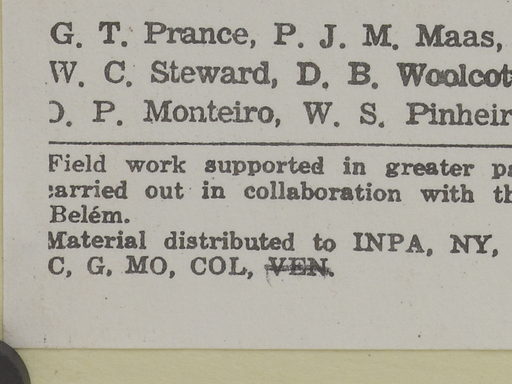 G. T. Prance, P. J. M. Maas,
W. C. Steward, D. B. Woolcot
O. P. Monteiro, W. S. Pinheir
Field work supported in greater pa
carried out in collaboration with th
Belém.
Material distributed to INPA, NY,
C, G, MO, COL, VEN.